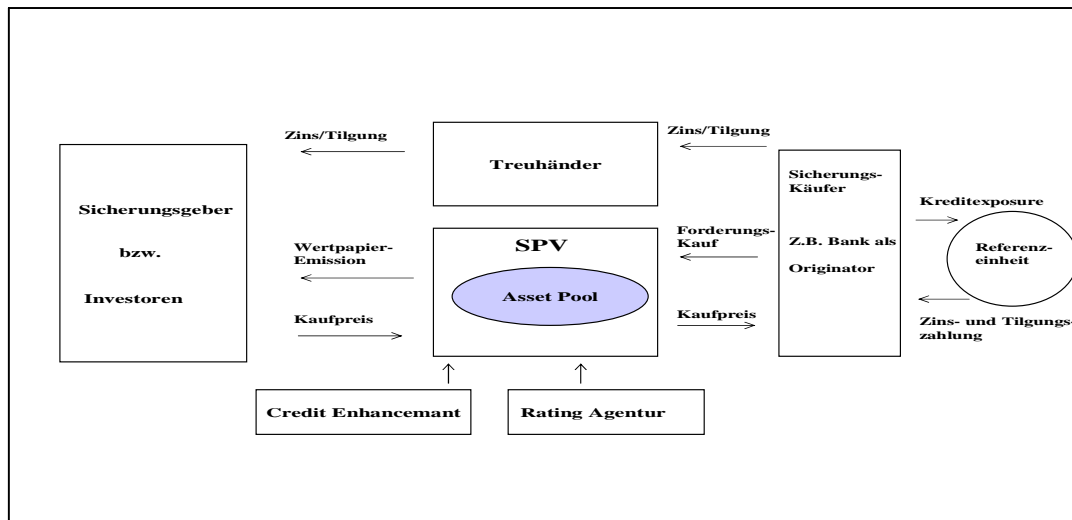 Zins/Tilgung
Zins/Tilgung
Treuhänder
Sicherungsgeber
bzw.
Investoren
Wertpapier-
Emission
Kaufpreis
SPV
Asset Pool
Forderungs-
Kauf
Kaufpreis
Sicherungs-
Käufer
Z.B. Bank als
Originator
Kreditexposure
Referenz-
einheit
Zins- und Tilgungs-
zahlung
Credit Enhancemant
Rating Agentur